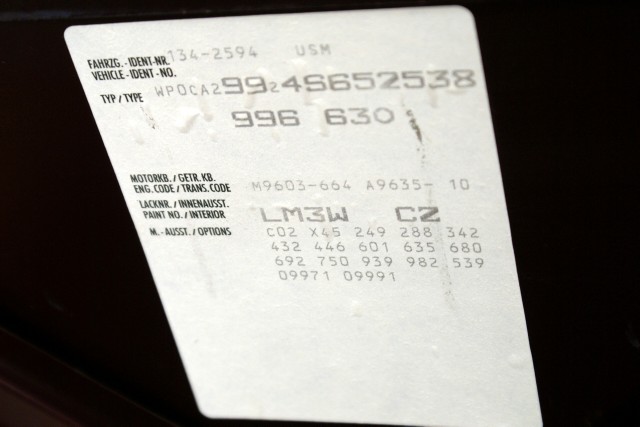 134-2594 USM
FAHRZG.-IDENT-NR.
VEHICLE-IDENT-NO.
WP0CA29924S652538
TYP/TYPE
996 630
MOTORKB./GETR.KB.
ENG.CODE/TRANS.CODE M9603-664 A9635- 10
LACKNR./INNENAUSST.
PAINT NO./INTERIOR LM3W CZ
M.-AUSST./OPTIONS C02 X45 249 288 342
432 446 601 635 680
692 750 939 982 539
09971 09991